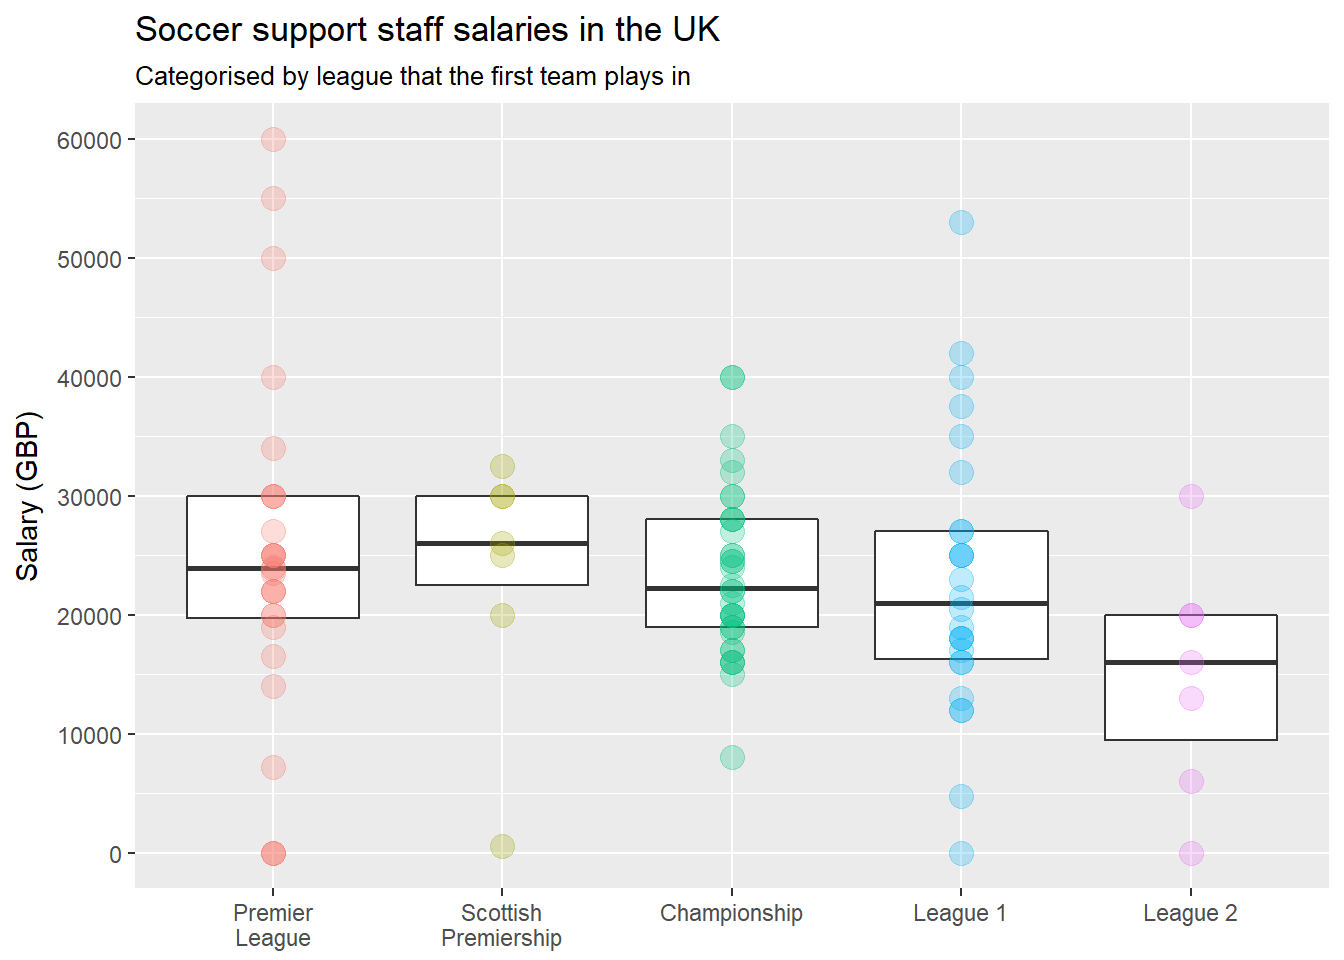 Soccer support staff salaries in the UK
Categorised by league that the first team plays in
Salary (GBP)
60000
50000
40000
30000
20000
10000
0
Premier
League
Scottish
Premiership
Championship
League 1
League 2